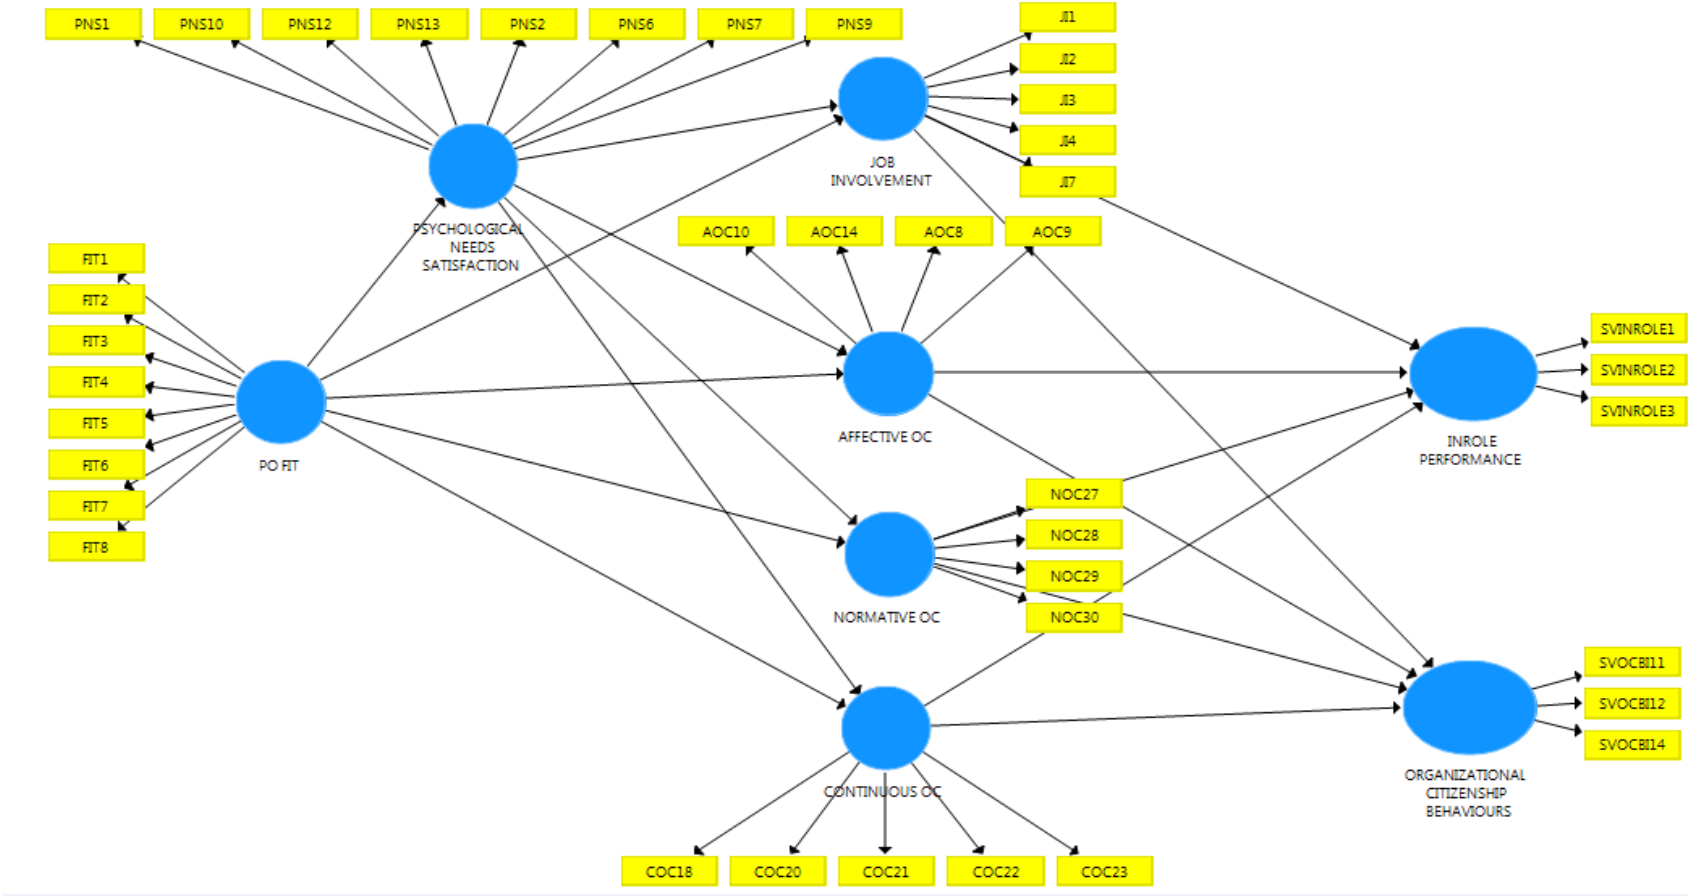 PNS1
PNS10
PNS12
PNS13
PNS2
PNS6
PNS7
PNS9
JI1
JI2
JI3
JI4
JI7
JOB
INVOLVEMENT
PSYCHOLOGICAL
NEEDS
SATISFACTION
AOC10
AOC14
AOC8
AOC9
FIT1
FIT2
FIT3
FIT4
FIT5
FIT6
FIT7
FIT8
PO FIT
AFFECTIVE OC
SVINROLE1
SVINROLE2
SVINROLE3
INROLE
PERFORMANCE
NOC27
NOC28
NOC29
NOC30
NORMATIVE OC
SVOCBI11
SVOCBI12
SVOCBI14
ORGANIZATIONAL
CITIZENSHIP
BEHAVIOURS
CONTINUOUS OC
COC18
COC20
COC21
COC22
COC23